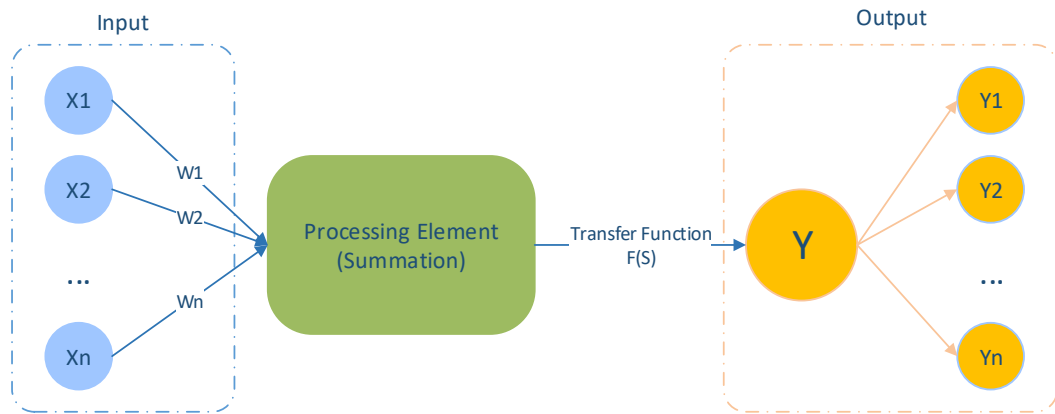 Input
Output
X1
X2
...
Xn
W1
W2
Wn
Processing Element
(Summation)
Transfer Function
F(S)
Y
Y1
Y2
...
Yn